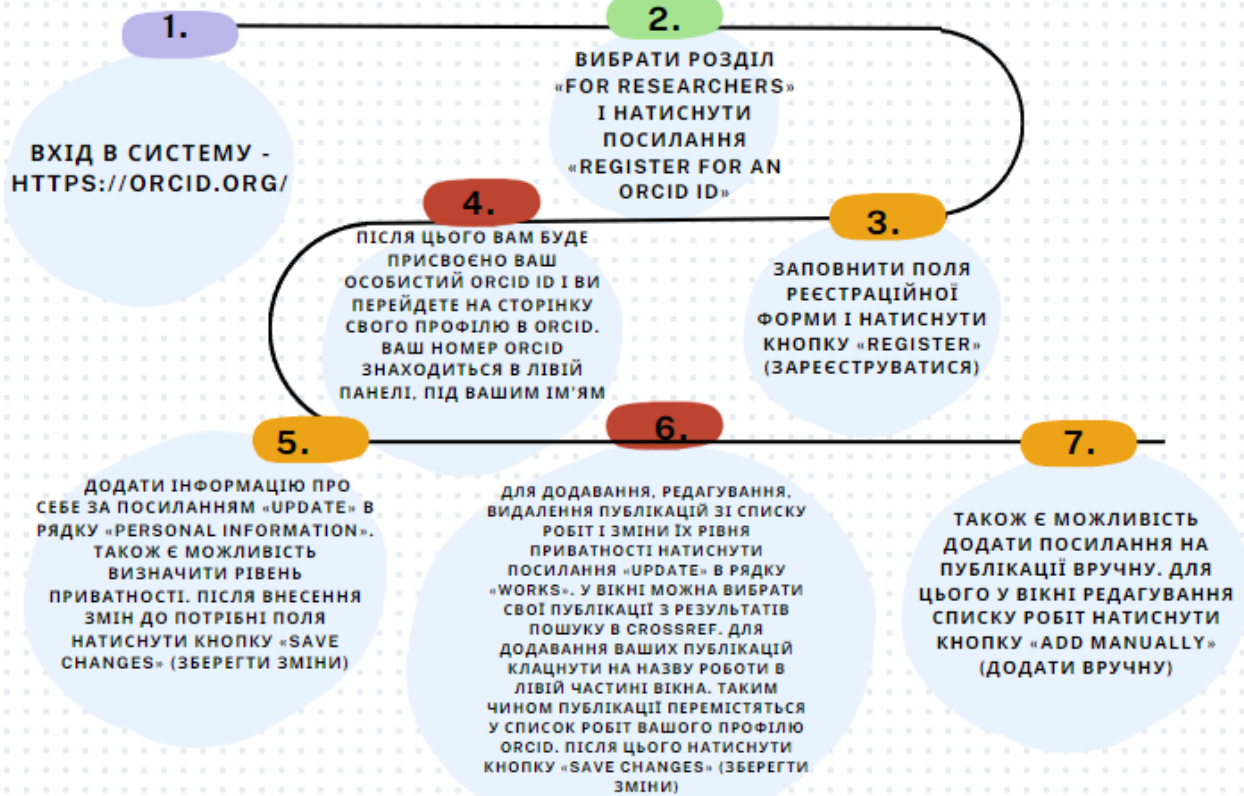 1.
ВХІД В СИСТЕМУ -
HTTPS://ORCID.ORG/
2.
ВИБРАТИ РОЗДІЛ
«FOR RESEARCHERS»
І НАТИСНУТИ
ПОСИЛАННЯ
«REGISTER FOR AN
ORCID ID»
3.
ЗАПОВНИТИ ПОЛЯ
РЕЄСТРАЦІЙНОЇ
ФОРМИ І НАТИСНУТИ
КНОПКУ «REGISTER»
(ЗАРЕЄСТРУВАТИСЯ)
4.
ПІСЛЯ ЦЬОГО ВАМ БУДЕ
ПРИСВОЄНО ВАШ
ОСОБИСТИЙ ORCID ID І ВИ
ПЕРЕЙДЕТЕ НА СТОРІНКУ
СВОГО ПРОФІЛЮ В ORCID.
ВАШ НОМЕР ORCID
ЗНАХОДИТЬСЯ В ЛІВІЙ
ПАНЕЛІ, ПІД ВАШИМ ІМ'ЯМ
5.
ДОДАТИ ІНФОРМАЦІЮ ПРО
СЕБЕ ЗА ПОСИЛАННЯМ «UPDATE» В
РЯДКУ «PERSONAL INFORMATION».
ТАКОЖ Є МОЖЛИВІСТЬ
ВИЗНАЧИТИ РІВЕНЬ
ПРИВАТНОСТІ. ПІСЛЯ ВНЕСЕННЯ
ЗМІН ДО ПОТРІБНІ ПОЛЯ
НАТИСНУТИ КНОПКУ «SAVE
CHANGES» (ЗБЕРЕГТИ ЗМІНИ)
6.
ДЛЯ ДОДАВАННЯ, РЕДАГУВАННЯ,
ВИДАЛЕННЯ ПУБЛІКАЦІЙ ЗІ СПИСКУ
РОБІТ І ЗМІНИ ЇХ РІВНЯ
ПРИВАТНОСТІ НАТИСНУТИ
ПОСИЛАННЯ «UPDATE» В РЯДКУ
«WORKS». У ВІКНІ МОЖНА ВИБРАТИ
СВОЇ ПУБЛІКАЦІЇ З РЕЗУЛЬТАТІВ
ПОШУКУ В CROSSREF. ДЛЯ
ДОДАВАННЯ ВАШИХ ПУБЛІКАЦІЙ
КЛАЦНУТИ НА НАЗВУ РОБОТИ В
ЛІВІЙ ЧАСТИНІ ВІКНА. ТАКИМ
ЧИНОМ ПУБЛІКАЦІЇ ПЕРЕМІСТЯТЬСЯ
У СПИСОК РОБІТ ВАШОГО ПРОФІЛЮ
ORCID. ПІСЛЯ ЦЬОГО НАТИСНУТИ
КНОПКУ «SAVE CHANGES» (ЗБЕРЕГТИ
ЗМІНИ)
7.
ТАКОЖ Є МОЖЛИВІСТЬ
ДОДАТИ ПОСИЛАННЯ НА
ПУБЛІКАЦІЇ ВРУЧНУ. ДЛЯ
ЦЬОГО У ВІКНІ РЕДАГУВАННЯ
СПИСКУ РОБІТ НАТИСНУТИ
КНОПКУ «ADD MANUALLY»
(ДОДАТИ ВРУЧНУ)